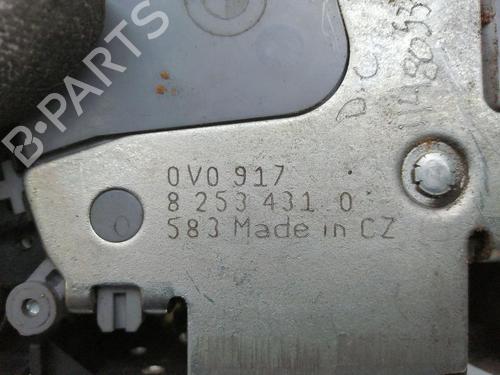 B-PARTS
0V0 917
8 253 431 0
583 Made in CZ
D.C